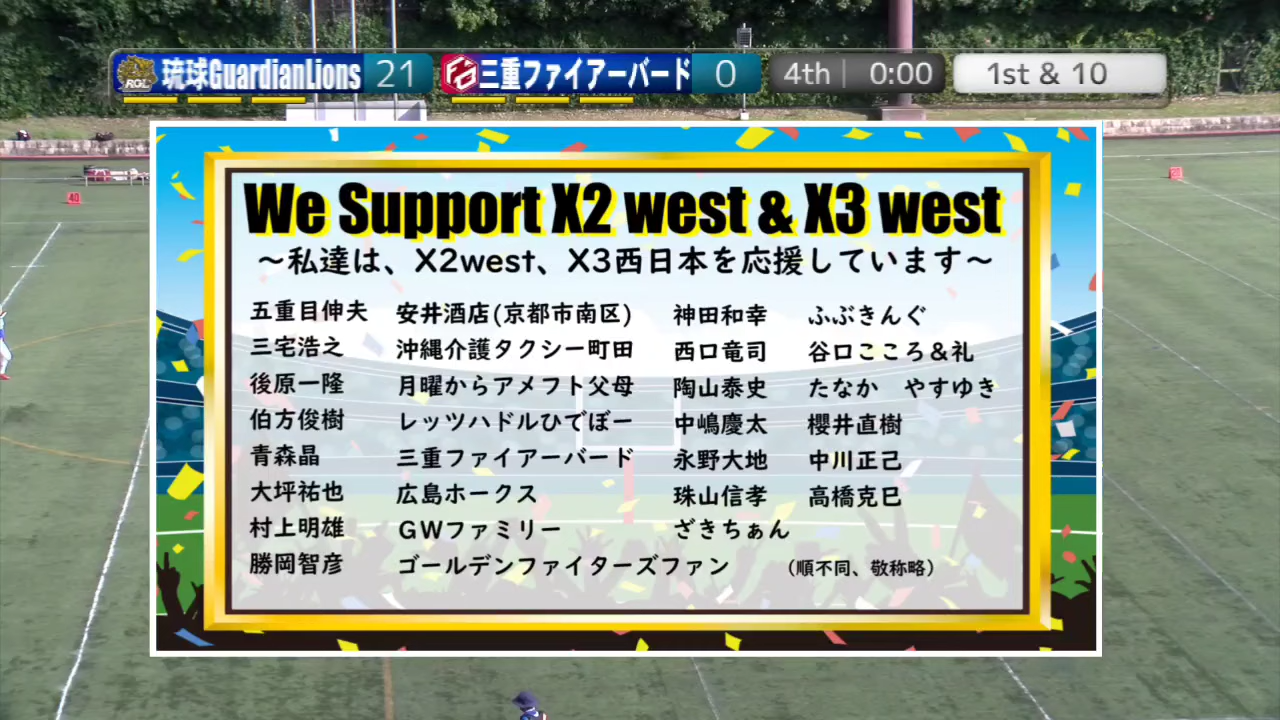 RGL 琉球GuardianLions 21 三重ファイアーバード 0 4th 0:00 1st & 10
We Support X2 west & X3 west
～私達は、X2west、X3西日本を応援しています～
五重目伸夫 安井酒店(京都市南区) 神田和幸 ふぶきんぐ
三宅浩之 沖縄介護タクシー町田 西口竜司 谷口こころ＆礼
後原一隆 月曜からアメフト父母 陶山泰史 たなか やすゆき
伯方俊樹 レッツハドルひでぼー 中嶋慶太 櫻井直樹
青森晶 三重ファイアーバード 永野大地 中川正己
大坪祐也 広島ホークス 珠山信孝 高橋克巳
村上明雄 GWファミリー ざきちぁん
勝岡智彦 ゴールデンファイターズファン （順不同、敬称略）
40